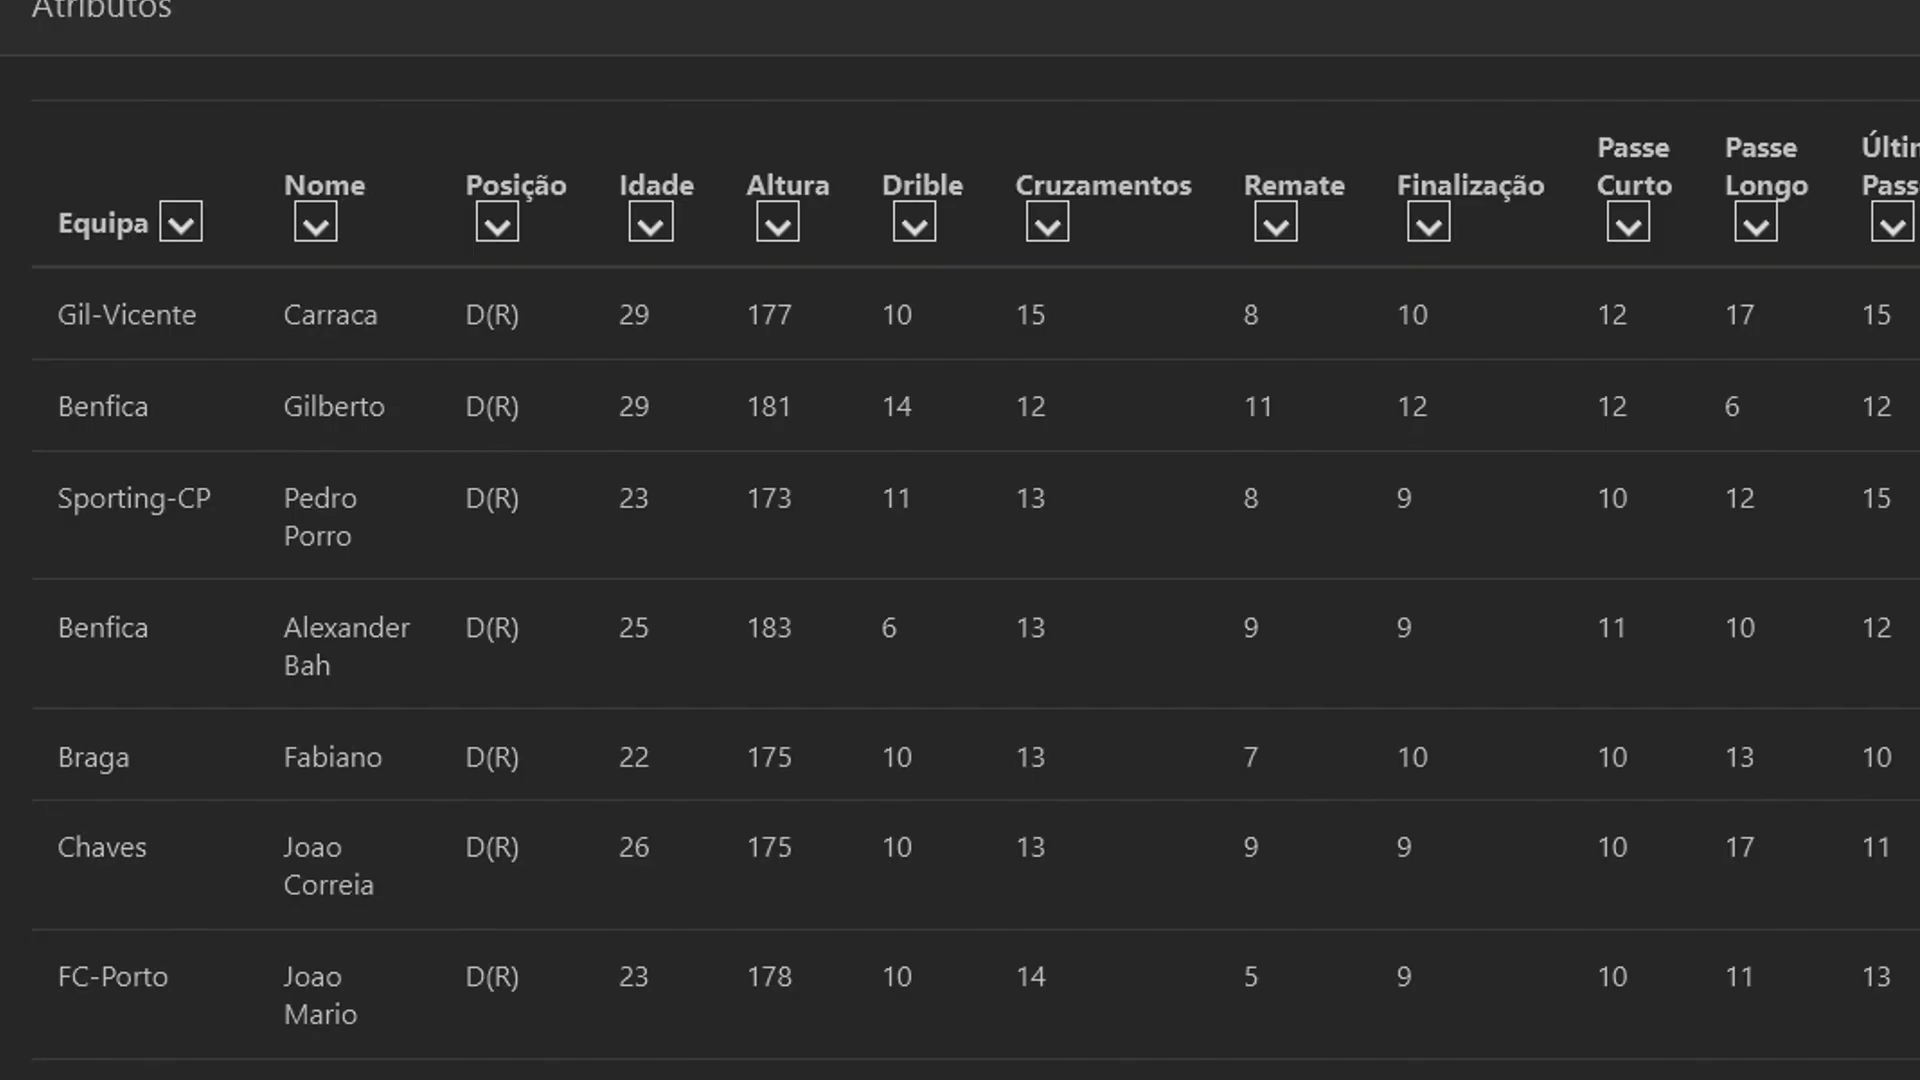 Atributos
Equipa Nome Posição Idade Altura Drible Cruzamentos Remate Finalização Passe Curto Passe Longo
Gil-Vicente Carraca D(R) 29 177 10 15 8 10 12 17 15
Benfica Gilberto D(R) 29 181 14 12 11 12 12 6 12
Sporting-CP Pedro Porro D(R) 23 173 11 13 8 9 10 12 15
Benfica Alexander Bah D(R) 25 183 6 13 9 9 11 10 12
Braga Fabiano D(R) 22 175 10 13 7 10 10 13 10
Chaves Joao Correia D(R) 26 175 10 13 9 9 10 17 11
FC-Porto Joao Mario D(R) 23 178 10 14 5 9 10 11 13